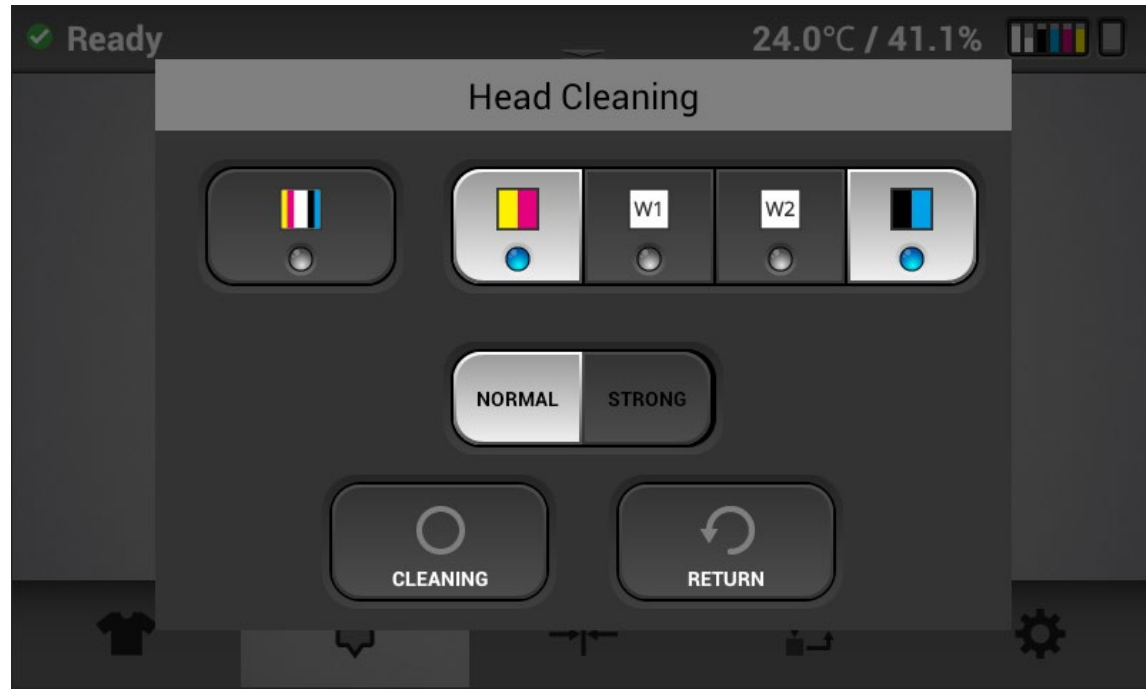 Ready
24.0°C / 41.1%
Head Cleaning
W1
W2
NORMAL
STRONG
CLEANING
RETURN